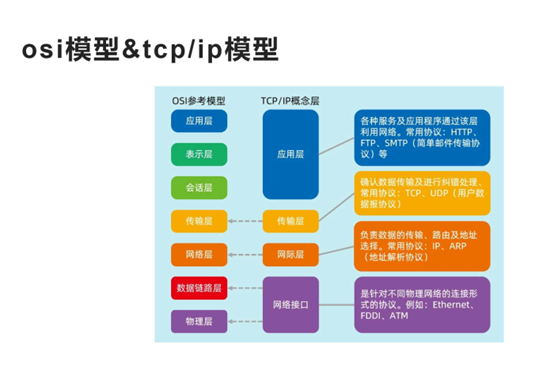 osi模型&tcp/ip模型
OSI参考模型
TCP/IP概念层
应用层
表示层
会话层
传输层
网络层
数据链路层
物理层
应用层
传输层
网际层
网络接口
各种服务及应用程序通过该层
利用网络。常用协议：HTTP、
FTP、SMTP（简单邮件传输协
议）等
确认数据传输及进行纠错处理、
常用协议：TCP、UDP（用户数
据报协议）
负责数据的传输、路由及地址
选择。常用协议：IP、ARP
（地址解析协议）
是针对不同物理网络的连接形
式的协议。例如：Ethernet、
FDDI、ATM